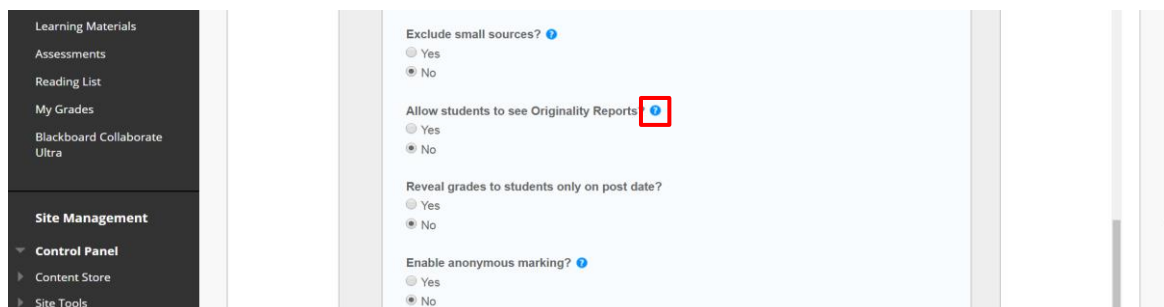 Learning Materials
Assessments
Reading List
My Grades
Blackboard Collaborate
Ultra
Site Management
Control Panel
Content Store
Site Tools
Exclude small sources? ?
Yes
No
Allow students to see Originality Reports? ?
Yes
No
Reveal grades to students only on post date?
Yes
No
Enable anonymous marking? ?
Yes
No